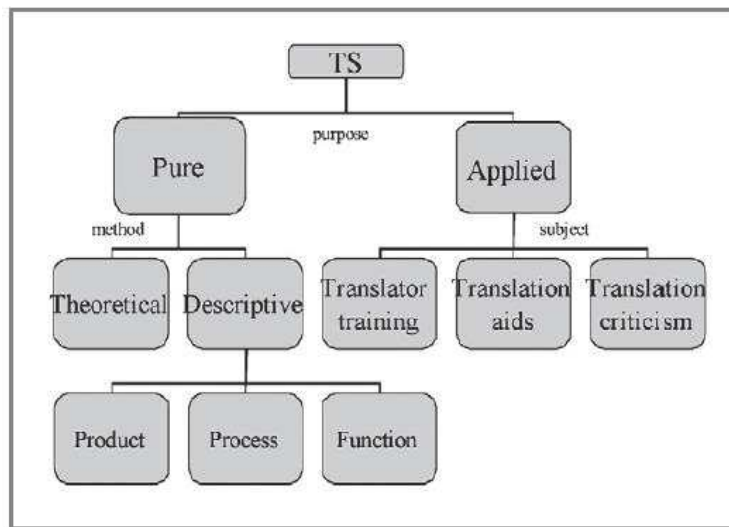 TS
purpose
Pure
Applied
method
subject
Theoretical
Descriptive
Translator
training
Translation
aids
Translation
criticism
Product
Process
Function